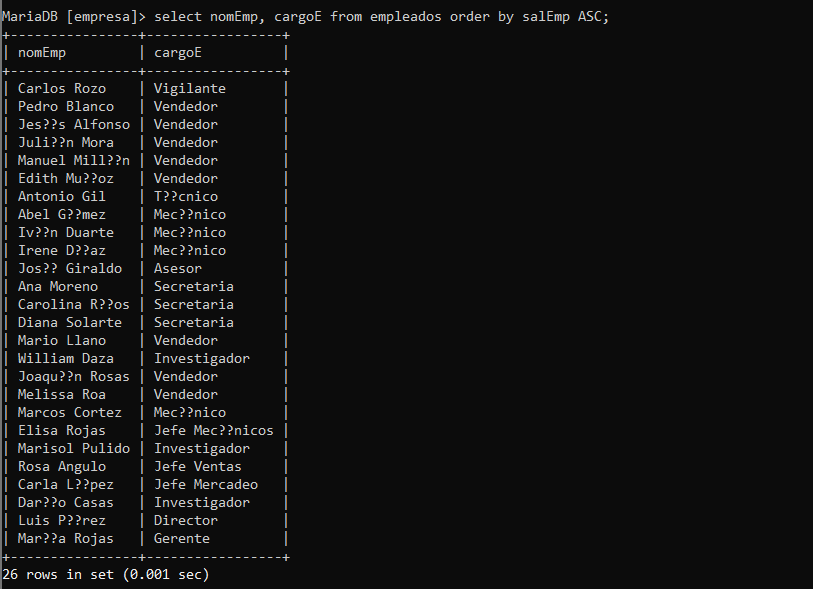 MariaDB [empresa]> select nomEmp, cargoE from empleados order by salEmp ASC;
+----------------+-----------------+
| nomEmp         | cargoE          |
+----------------+-----------------+
| Carlos Rozo    | Vigilante       |
| Pedro Blanco   | Vendedor        |
| Jes??s Alfonso | Vendedor        |
| Juli??n Mora   | Vendedor        |
| Manuel Mill??n | Vendedor        |
| Edith Mu??oz   | Vendedor        |
| Antonio Gil    | T??cnico        |
| Abel G??mez    | Mec??nico       |
| Iv??n Duarte   | Mec??nico       |
| Irene D??az    | Mec??nico       |
| Jos?? Giraldo  | Asesor          |
| Ana Moreno     | Secretaria      |
| Carolina R??os | Secretaria      |
| Diana Solarte  | Secretaria      |
| Mario Llano    | Vendedor        |
| William Daza   | Investigador    |
| Joaqu??n Rosas | Vendedor        |
| Melissa Roa    | Vendedor        |
| Marcos Cortez  | Mec??nico       |
| Elisa Rojas    | Jefe Mec??nicos |
| Marisol Pulido | Investigador    |
| Rosa Angulo    | Jefe Ventas     |
| Carla L??pez   | Jefe Mercadeo   |
| Dar??o Casas   | Investigador    |
| Luis P??rez    | Director        |
| Mar??a Rojas   | Gerente         |
+----------------+-----------------+
26 rows in set (0.001 sec)